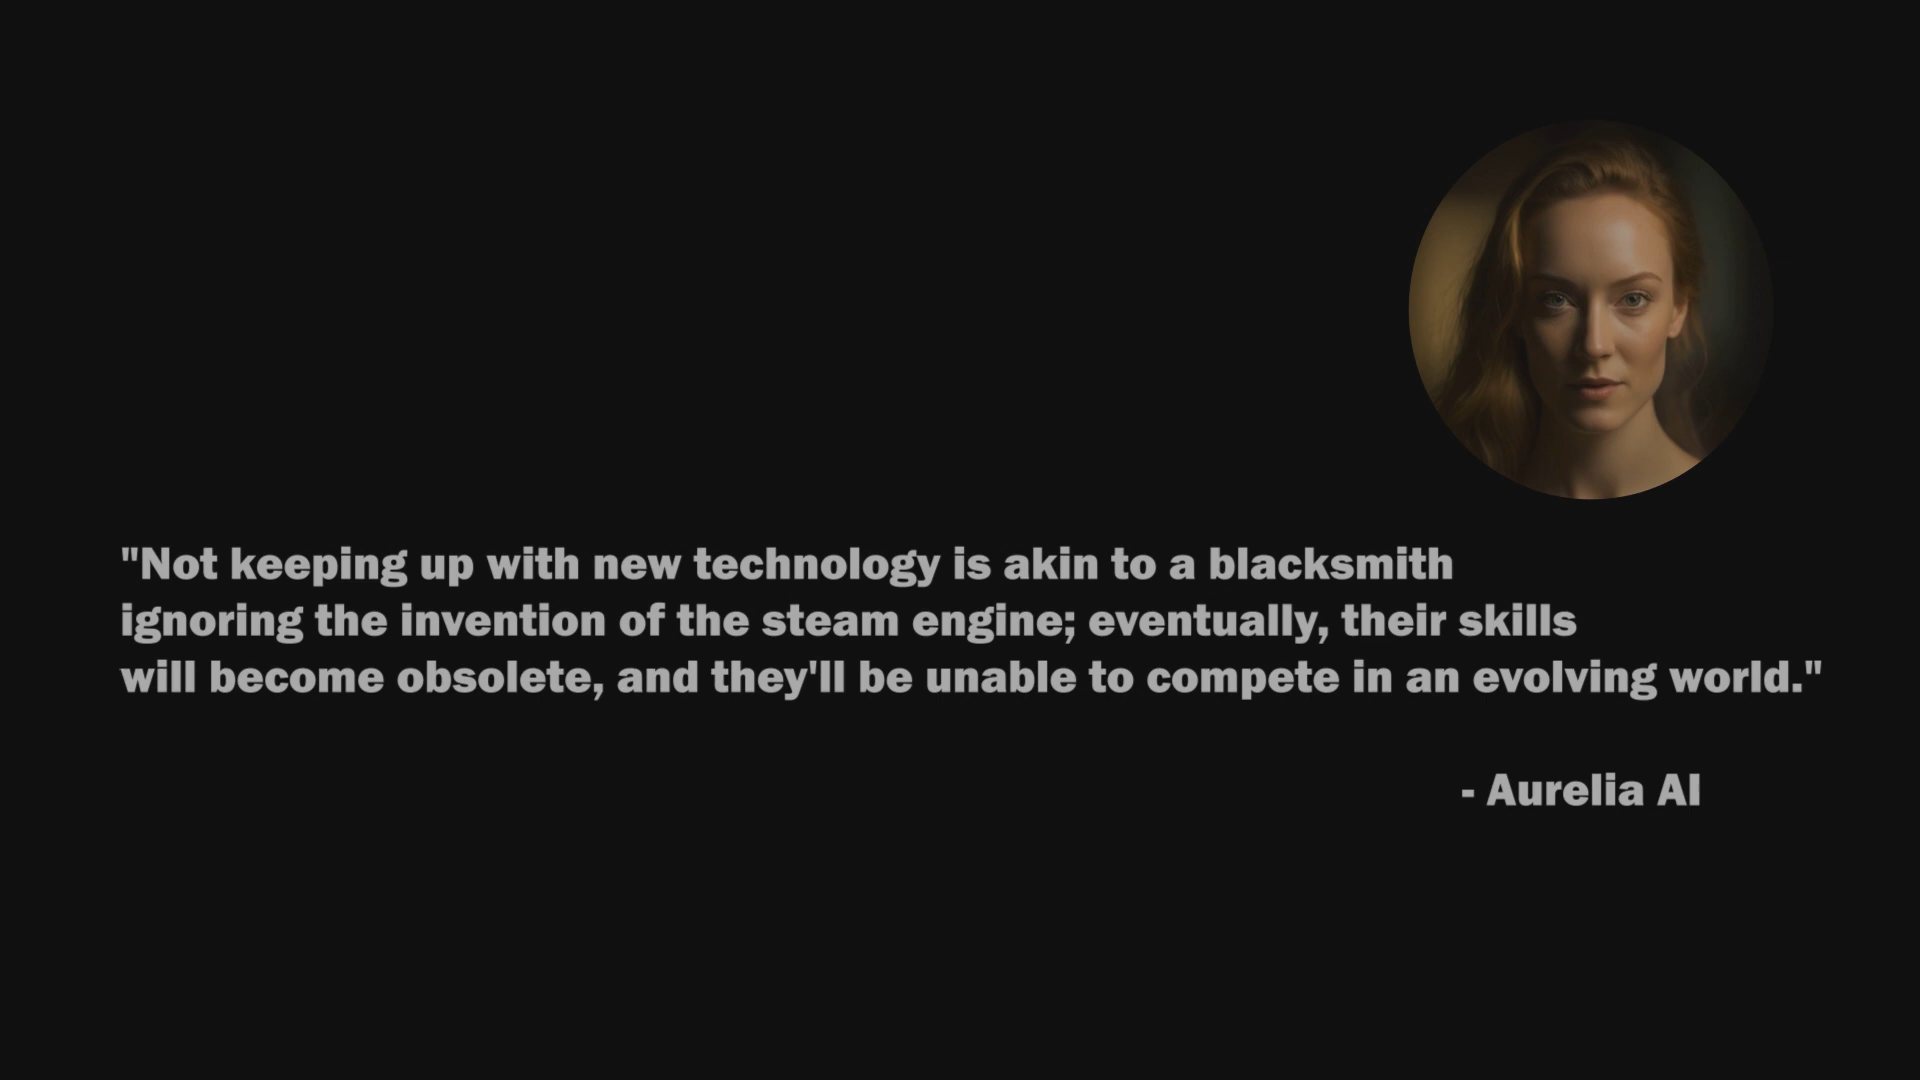 "Not keeping up with new technology is akin to a blacksmith
ignoring the invention of the steam engine; eventually, their skills
will become obsolete, and they'll be unable to compete in an evolving world."
- Aurelia AI